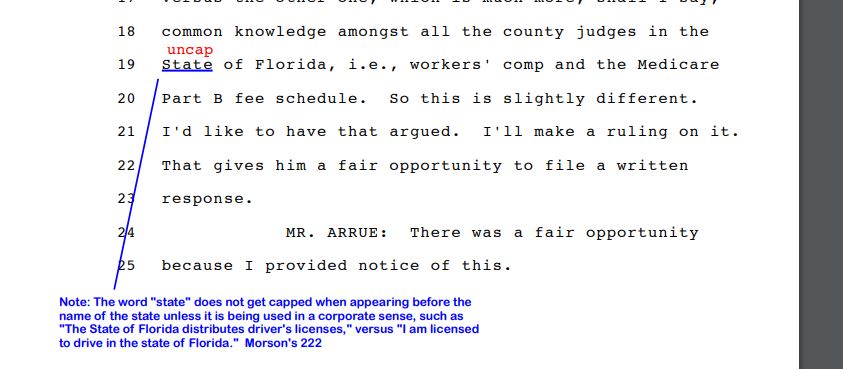 17 versus the other one, which is much more, shall I say,
18 common knowledge amongst all the county judges in the
uncap
19 State of Florida, i.e., workers' comp and the Medicare
20 Part B fee schedule. So this is slightly different.
21 I'd like to have that argued. I'll make a ruling on it.
22 That gives him a fair opportunity to file a written
23 response.
24 MR. ARRUE: There was a fair opportunity
25 because I provided notice of this.
Note: The word "state" does not get capped when appearing before the
name of the state unless it is being used in a corporate sense, such as
"The State of Florida distributes driver's licenses," versus "I am licensed
to drive in the state of Florida." Morson's 222